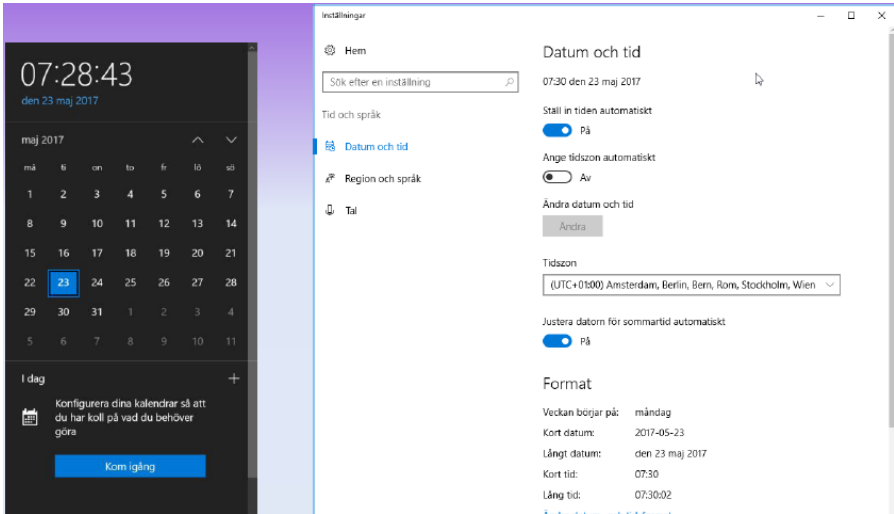 07:28:43
den 23 maj 2017
maj 2017
må ti on to fr lö sö
1 2 3 4 5 6 7
8 9 10 11 12 13 14
15 16 17 18 19 20 21
22 23 24 25 26 27 28
29 30 31 1 2 3 4
5 6 7 8 9 10 11
I dag
Konfigurera dina kalendrar så att
du har koll på vad du behöver
göra
Kom igång
Inställningar
Hem
Sök efter en inställning
Tid och språk
Datum och tid
Region och språk
Tal
Datum och tid
07:30 den 23 maj 2017
Ställ in tiden automatiskt
På
Ange tidszon automatiskt
Av
Ändra datum och tid
Ändra
Tidszon
(UTC+01:00) Amsterdam, Berlin, Bern, Rom, Stockholm, Wien
Justera datorn för sommartid automatiskt
På
Format
Veckan börjar på: måndag
Kort datum: 2017-05-23
Långt datum: den 23 maj 2017
Kort tid: 07:30
Lång tid: 07:30:02